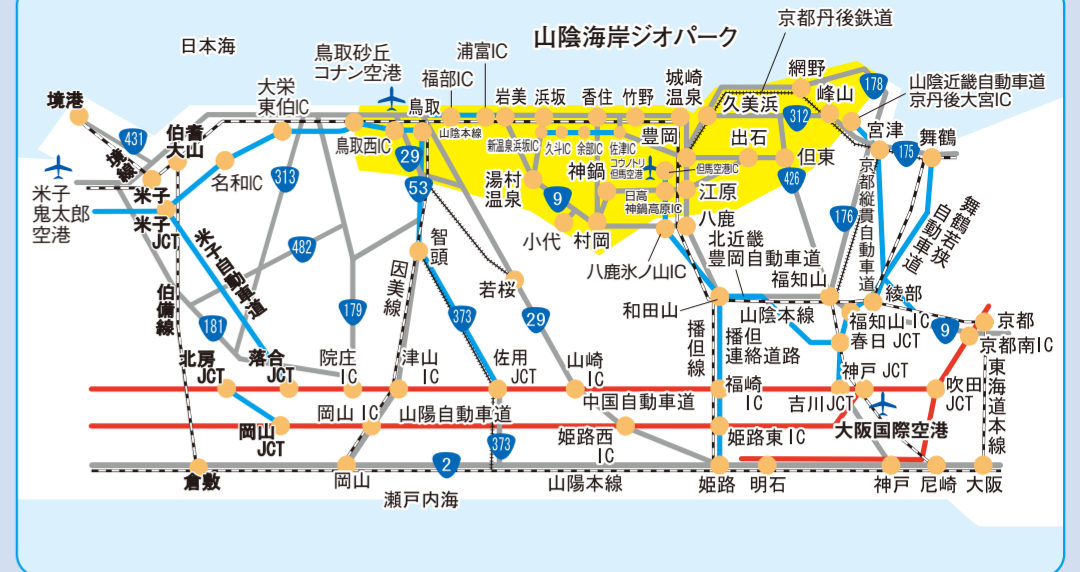 京都丹後鉄道
山陰海岸ジオパーク
日本海
鳥取砂丘
コナン空港
浦富IC
福部IC
大栄
東伯IC
鳥取
岩美
浜坂
香住
竹野
城崎
温泉
網野
久美浜
峰山
178
山陰近畿自動車道
京丹後大宮IC
境港
431
境線
伯耆
大山
米子
鬼太郎
空港
米子
米子
JCT
名和IC
313
鳥取西IC
29
山陰本線
新温泉浜坂IC
久斗IC
余部IC
佐津IC
豊岡
コウノトリ
但馬空港
但馬空港IC
出石
312
但東
宮津
175
舞鶴
53
湯村
温泉
9
神鍋
日高
神鍋高原IC
江原
426
八鹿
小代
村岡
八鹿氷ノ山IC
北近畿
豊岡自動車道
176
京都縦貫自動車道
舞鶴若狭
自動車道
482
米子自動車道
伯備線
智頭
因美線
若桜
和田山
福知山
綾部
山陰本線
181
179
373
29
播但線
播但
連絡道路
福知山IC
春日JCT
9
京都
京都南IC
北房
JCT
落合
JCT
院庄
IC
津山
IC
佐用
JCT
山崎
IC
中国自動車道
福崎
IC
吉川JCT
神戸JCT
吹田
JCT
東海道本線
岡山IC
山陽自動車道
岡山
JCT
373
姫路西
IC
姫路東IC
大阪国際空港
2
倉敷
岡山
瀬戸内海
山陽本線
姫路
明石
神戸
尼崎
大阪